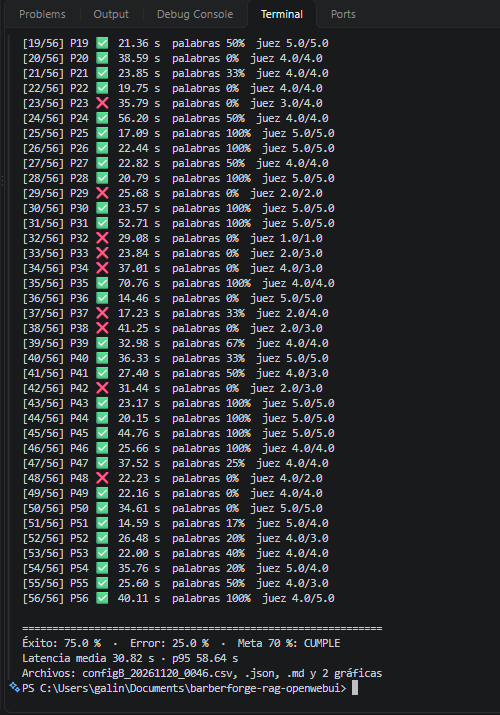 Problems Output Debug Console Terminal Ports
[19/56] P19 ✅ 21.36 s palabras 50% juez 5.0/5.0
[20/56] P20 ✅ 38.59 s palabras 0% juez 4.0/4.0
[21/56] P21 ✅ 23.85 s palabras 33% juez 4.0/4.0
[22/56] P22 ✅ 19.75 s palabras 0% juez 4.0/4.0
[23/56] P23 ❌ 35.79 s palabras 0% juez 3.0/4.0
[24/56] P24 ✅ 56.20 s palabras 50% juez 4.0/4.0
[25/56] P25 ✅ 17.09 s palabras 100% juez 5.0/5.0
[26/56] P26 ✅ 22.44 s palabras 100% juez 5.0/5.0
[27/56] P27 ✅ 22.82 s palabras 50% juez 4.0/4.0
[28/56] P28 ✅ 20.79 s palabras 100% juez 5.0/5.0
[29/56] P29 ❌ 25.68 s palabras 0% juez 2.0/2.0
[30/56] P30 ✅ 23.57 s palabras 100% juez 5.0/5.0
[31/56] P31 ✅ 52.71 s palabras 100% juez 5.0/5.0
[32/56] P32 ❌ 29.08 s palabras 0% juez 1.0/1.0
[33/56] P33 ❌ 23.84 s palabras 0% juez 2.0/3.0
[34/56] P34 ❌ 37.01 s palabras 0% juez 4.0/3.0
[35/56] P35 ✅ 70.76 s palabras 100% juez 4.0/4.0
[36/56] P36 ✅ 14.46 s palabras 0% juez 5.0/5.0
[37/56] P37 ❌ 17.23 s palabras 33% juez 2.0/4.0
[38/56] P38 ❌ 41.25 s palabras 0% juez 2.0/3.0
[39/56] P39 ✅ 32.98 s palabras 67% juez 4.0/4.0
[40/56] P40 ✅ 36.33 s palabras 33% juez 5.0/5.0
[41/56] P41 ✅ 27.40 s palabras 50% juez 4.0/3.0
[42/56] P42 ❌ 31.44 s palabras 0% juez 2.0/3.0
[43/56] P43 ✅ 23.17 s palabras 100% juez 5.0/5.0
[44/56] P44 ✅ 20.15 s palabras 100% juez 5.0/5.0
[45/56] P45 ✅ 44.76 s palabras 100% juez 5.0/5.0
[46/56] P46 ✅ 25.66 s palabras 100% juez 4.0/4.0
[47/56] P47 ✅ 37.52 s palabras 25% juez 4.0/4.0
[48/56] P48 ❌ 22.23 s palabras 0% juez 4.0/2.0
[49/56] P49 ✅ 22.16 s palabras 0% juez 4.0/4.0
[50/56] P50 ✅ 34.61 s palabras 0% juez 5.0/5.0
[51/56] P51 ✅ 14.59 s palabras 17% juez 5.0/4.0
[52/56] P52 ✅ 26.48 s palabras 20% juez 4.0/3.0
[53/56] P53 ✅ 22.00 s palabras 40% juez 4.0/4.0
[54/56] P54 ✅ 35.76 s palabras 20% juez 5.0/4.0
[55/56] P55 ✅ 25.60 s palabras 50% juez 4.0/3.0
[56/56] P56 ✅ 40.11 s palabras 100% juez 4.0/5.0
============================================================
Éxito: 75.0 % · Error: 25.0 % · Meta 70 %: CUMPLE
Latencia media 30.82 s · p95 58.64 s
Archivos: configB_20261120_0046.csv, .json, .md y 2 gráficas
PS C:\Users\galin\Documents\barberforge-rag-openwebui>